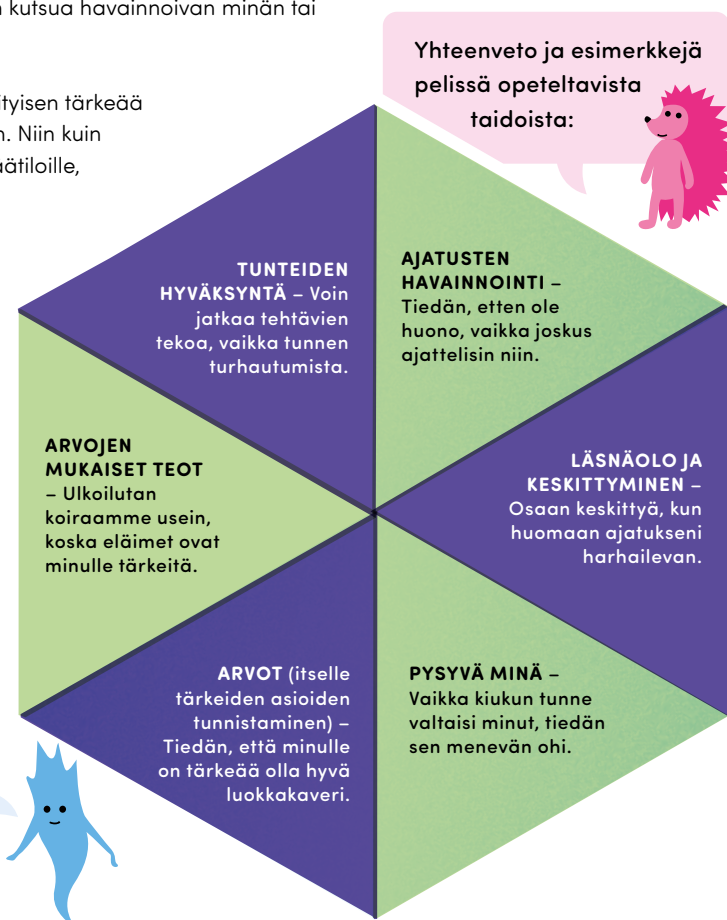 kutsua havainnoivan minän tai
ityisen tärkeää
Niin kuin
Yhteenveto ja esimerkkejä
pelissä opeteltavista
taidoista:
TUNTEIDEN
HYVÄKSYNTÄ – Voin
jatkaa tehtävien
tekoa, vaikka tunnen
turhautumista.
AJATUSTEN
HAVAINNOINTI –
Tiedän, etten ole
huono, vaikka joskus
ajattelisin niin.
ARVOJEN
MUKAISET TEOT
– Ulkoilutan
koiraamme usein,
koska eläimet ovat
minulle tärkeitä.
LÄSNÄOLO JA
KESKITTYMINEN –
Osaan keskittyä, kun
huomaan ajatukseni
harhailevan.
ARVOT (itselle
tärkeiden asioiden
tunnistaminen) –
Tiedän, että minulle
on tärkeää olla hyvä
luokkakaveri.
PYSYVÄ MINÄ –
Vaikka kiukun tunne
valtaisi minut, tiedän
sen menevän ohi.